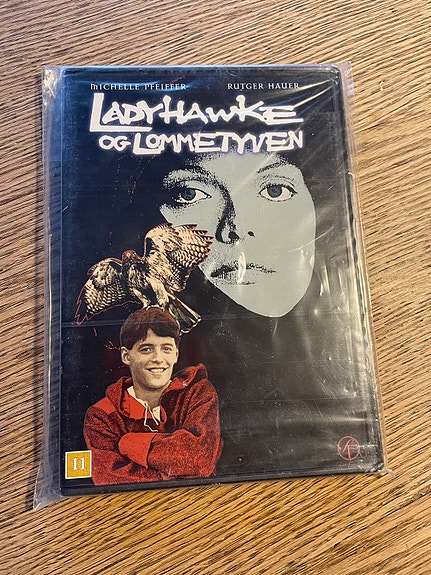 MICHELLE PFEIFFER RUTGER HAUER
LADYHAWKE
OG LOMMETYVEN
11